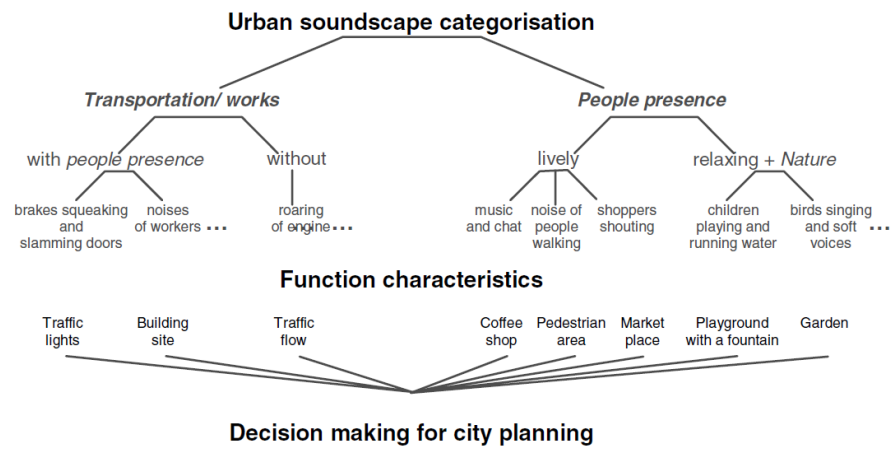 Urban soundscape categorisation
Transportation/ works
People presence
with people presence
without
lively
relaxing + Nature
brakes squeaking
and
slamming doors
noises
of workers ...
roaring
of engine ...
music
and chat
noise of
people
walking
shoppers
shouting
children
playing and
running water
birds singing
and soft
voices
...
Function characteristics
Traffic
lights
Building
site
Traffic
flow
Coffee
shop
Pedestrian
area
Market
place
Playground
with a fountain
Garden
Decision making for city planning